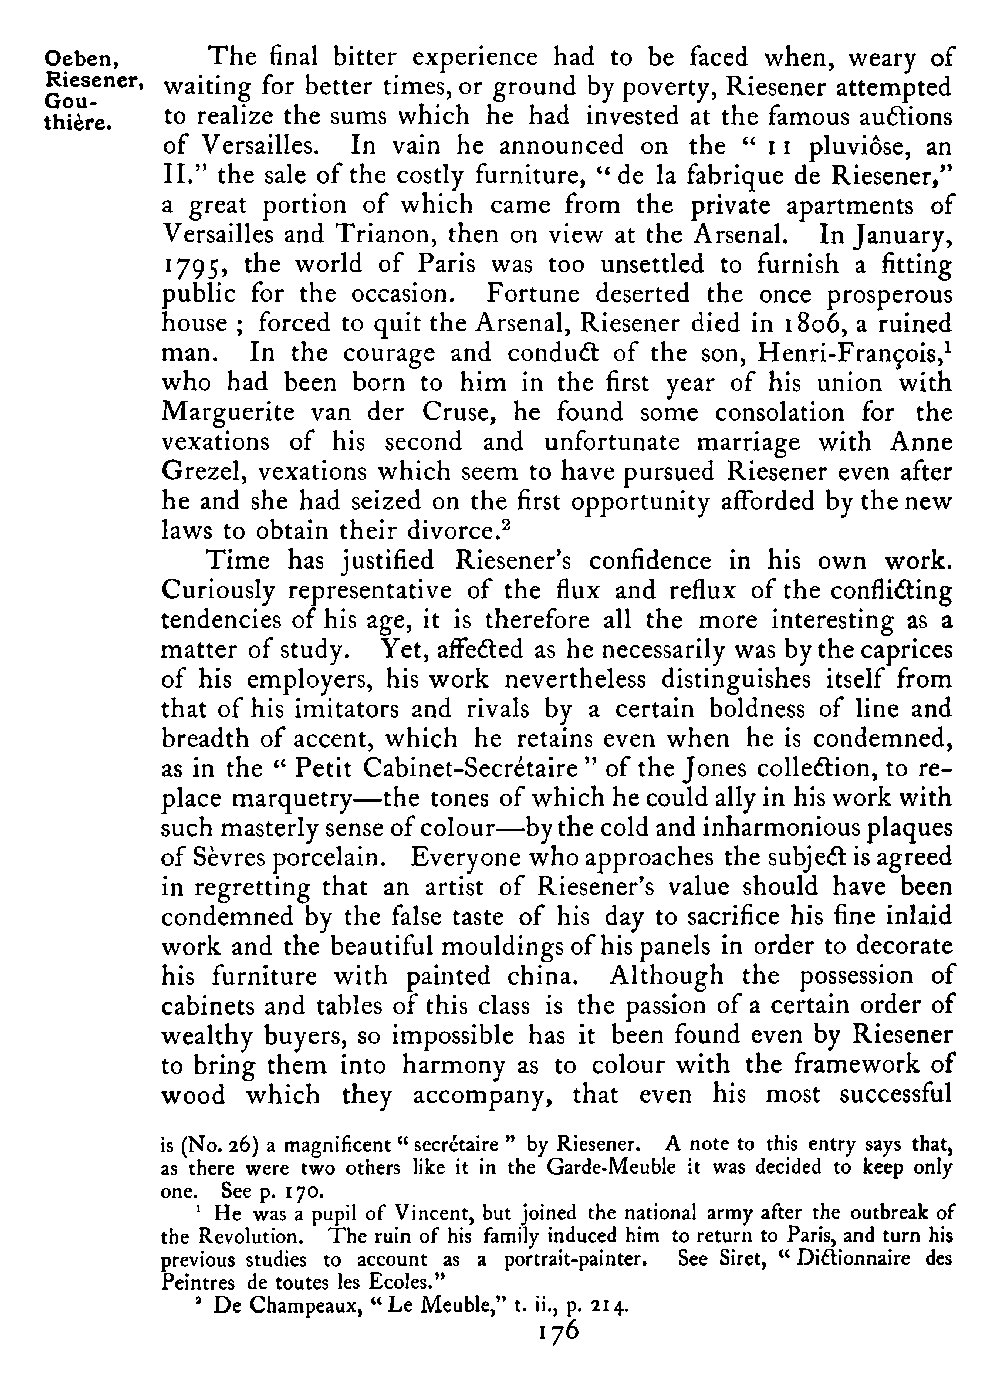 Oeben,
Riesener,
Gou-
thière.
The final bitter experience had to be faced when, weary of
waiting for better times, or ground by poverty, Riesener attempted
to realize the sums which he had invested at the famous auctions
of Versailles. In vain he announced on the “ 11 pluviôse, an
II.” the sale of the costly furniture, “ de la fabrique de Riesener,”
a great portion of which came from the private apartments of
Versailles and Trianon, then on view at the Arsenal. In January,
1795, the world of Paris was too unsettled to furnish a fitting
public for the occasion. Fortune deserted the once prosperous
house ; forced to quit the Arsenal, Riesener died in 1806, a ruined
man. In the courage and conduct of the son, Henri-François,¹
who had been born to him in the first year of his union with
Marguerite van der Cruse, he found some consolation for the
vexations of his second and unfortunate marriage with Anne
Grezel, vexations which seem to have pursued Riesener even after
he and she had seized on the first opportunity afforded by the new
laws to obtain their divorce.²
Time has justified Riesener’s confidence in his own work.
Curiously representative of the flux and reflux of the conflicting
tendencies of his age, it is therefore all the more interesting as a
matter of study. Yet, affected as he necessarily was by the caprices
of his employers, his work nevertheless distinguishes itself from
that of his imitators and rivals by a certain boldness of line and
breadth of accent, which he retains even when he is condemned,
as in the “ Petit Cabinet-Secrétaire ” of the Jones collection, to re-
place marquetry—the tones of which he could ally in his work with
such masterly sense of colour—by the cold and inharmonious plaques
of Sèvres porcelain. Everyone who approaches the subject is agreed
in regretting that an artist of Riesener’s value should have been
condemned by the false taste of his day to sacrifice his fine inlaid
work and the beautiful mouldings of his panels in order to decorate
his furniture with painted china. Although the possession of
cabinets and tables of this class is the passion of a certain order of
wealthy buyers, so impossible has it been found even by Riesener
to bring them into harmony as to colour with the framework of
wood which they accompany, that even his most successful
is (No. 26) a magnificent “ secrétaire ” by Riesener. A note to this entry says that,
as there were two others like it in the Garde-Meuble it was decided to keep only
one. See p. 170.
¹ He was a pupil of Vincent, but joined the national army after the outbreak of
the Revolution. The ruin of his family induced him to return to Paris, and turn his
previous studies to account as a portrait-painter. See Siret, “ Dictionnaire des
Peintres de toutes les Ecoles.”
² De Champeaux, “ Le Meuble,” t. ii., p. 214.
176